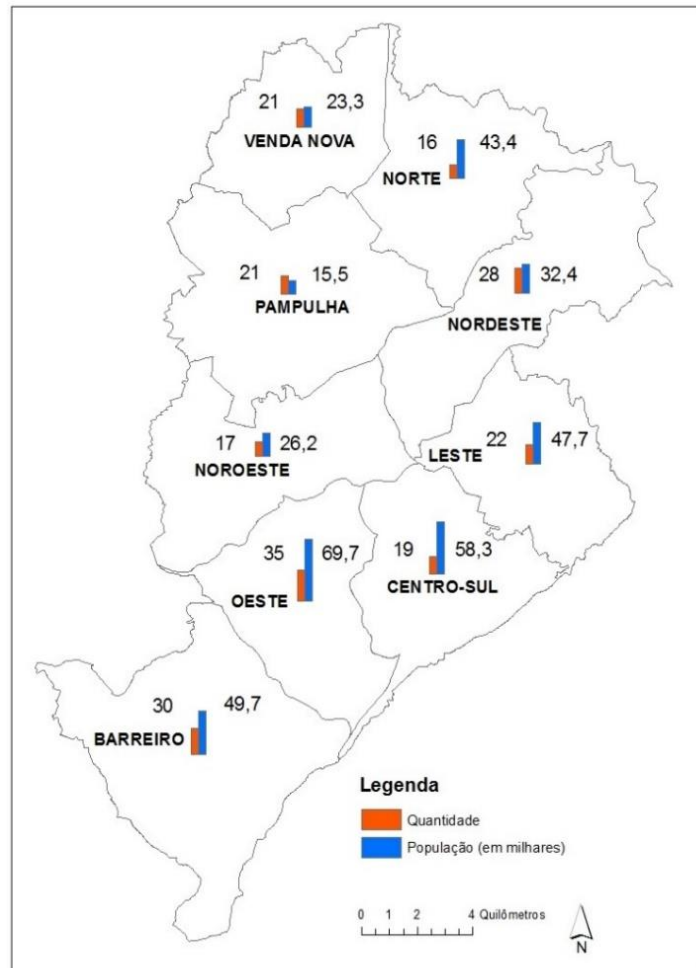 21 23,3
VENDA NOVA
16 43,4
NORTE
21 15,5
PAMPULHA
28 32,4
NORDESTE
17 26,2
NOROESTE
LESTE 22 47,7
35 69,7
OESTE
19 58,3
CENTRO-SUL
30 49,7
BARREIRO
Legenda
Quantidade
População (em milhares)
0 1 2 4 Quilômetros
N